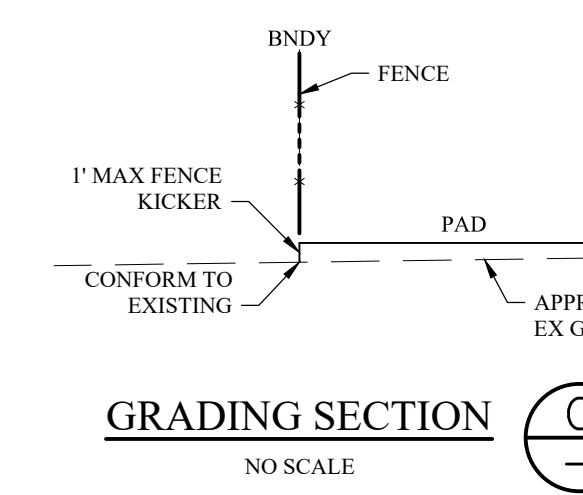 BNDY
FENCE
1' MAX FENCE
KICKER
PAD
CONFORM TO
EXISTING
GRADING SECTION
NO SCALE